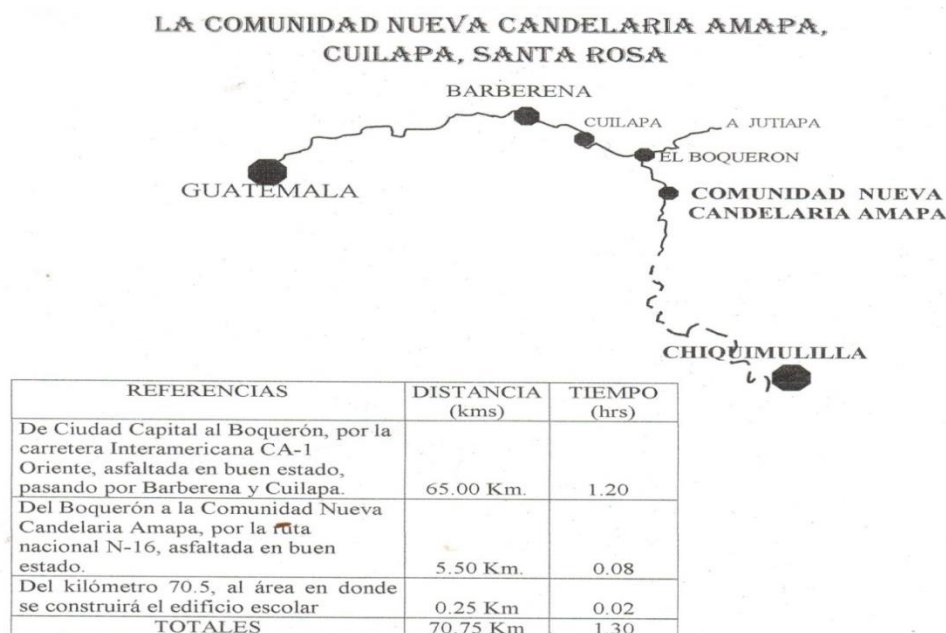 LA COMUNIDAD NUEVA CANDELARIA AMAPA,
CUILAPA, SANTA ROSA
BARBERENA
CUILAPA
A JUTIAPA
EL BOQUERON
GUATEMALA
COMUNIDAD NUEVA
CANDELARIA AMAPA
CHIQUIMULILLA
REFERENCIAS DISTANCIA TIEMPO
(kms) (hrs)
De Ciudad Capital al Boquerón, por la
carretera Interamericana CA-1
Oriente, asfaltada en buen estado,
pasando por Barberena y Cuilapa. 65.00 Km. 1.20
Del Boquerón a la Comunidad Nueva
Candelaria Amapa, por la ruta
nacional N-16, asfaltada en buen
estado. 5.50 Km. 0.08
Del kilómetro 70.5, al área en donde
se construirá el edificio escolar 0.25 Km 0.02
TOTALES 70.75 Km 1.30